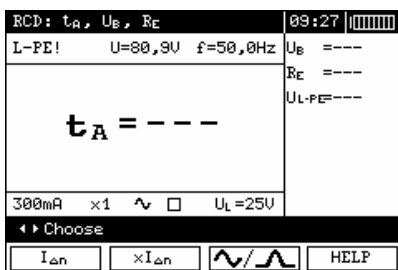 RCD: tA, UB, RE 09:27
L-PE! U=80,9V f=50,0Hz
UB =---
RE =---
UL-PE=---
tA = ---
300mA ×1 UL=25V
Choose
IΔn ×IΔn / HELP